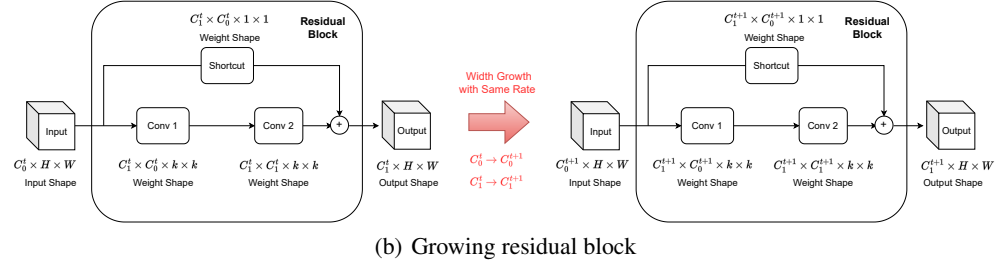 C_1^t × C_0^t × 1 × 1
Weight Shape
Residual
Block
Shortcut
Input
Conv 1
Conv 2
+
Output
C_0^t × H × W
Input Shape
C_1^t × C_0^t × k × k
Weight Shape
C_1^t × C_1^t × k × k
Weight Shape
C_1^t × H × W
Output Shape
Width Growth
with Same Rate
C_0^t → C_0^{t+1}
C_1^t → C_1^{t+1}
C_1^{t+1} × C_0^{t+1} × 1 × 1
Weight Shape
Residual
Block
Shortcut
Input
Conv 1
Conv 2
+
Output
C_0^{t+1} × H × W
Input Shape
C_1^{t+1} × C_0^{t+1} × k × k
Weight Shape
C_1^{t+1} × C_1^{t+1} × k × k
Weight Shape
C_1^{t+1} × H × W
Output Shape
(b) Growing residual block